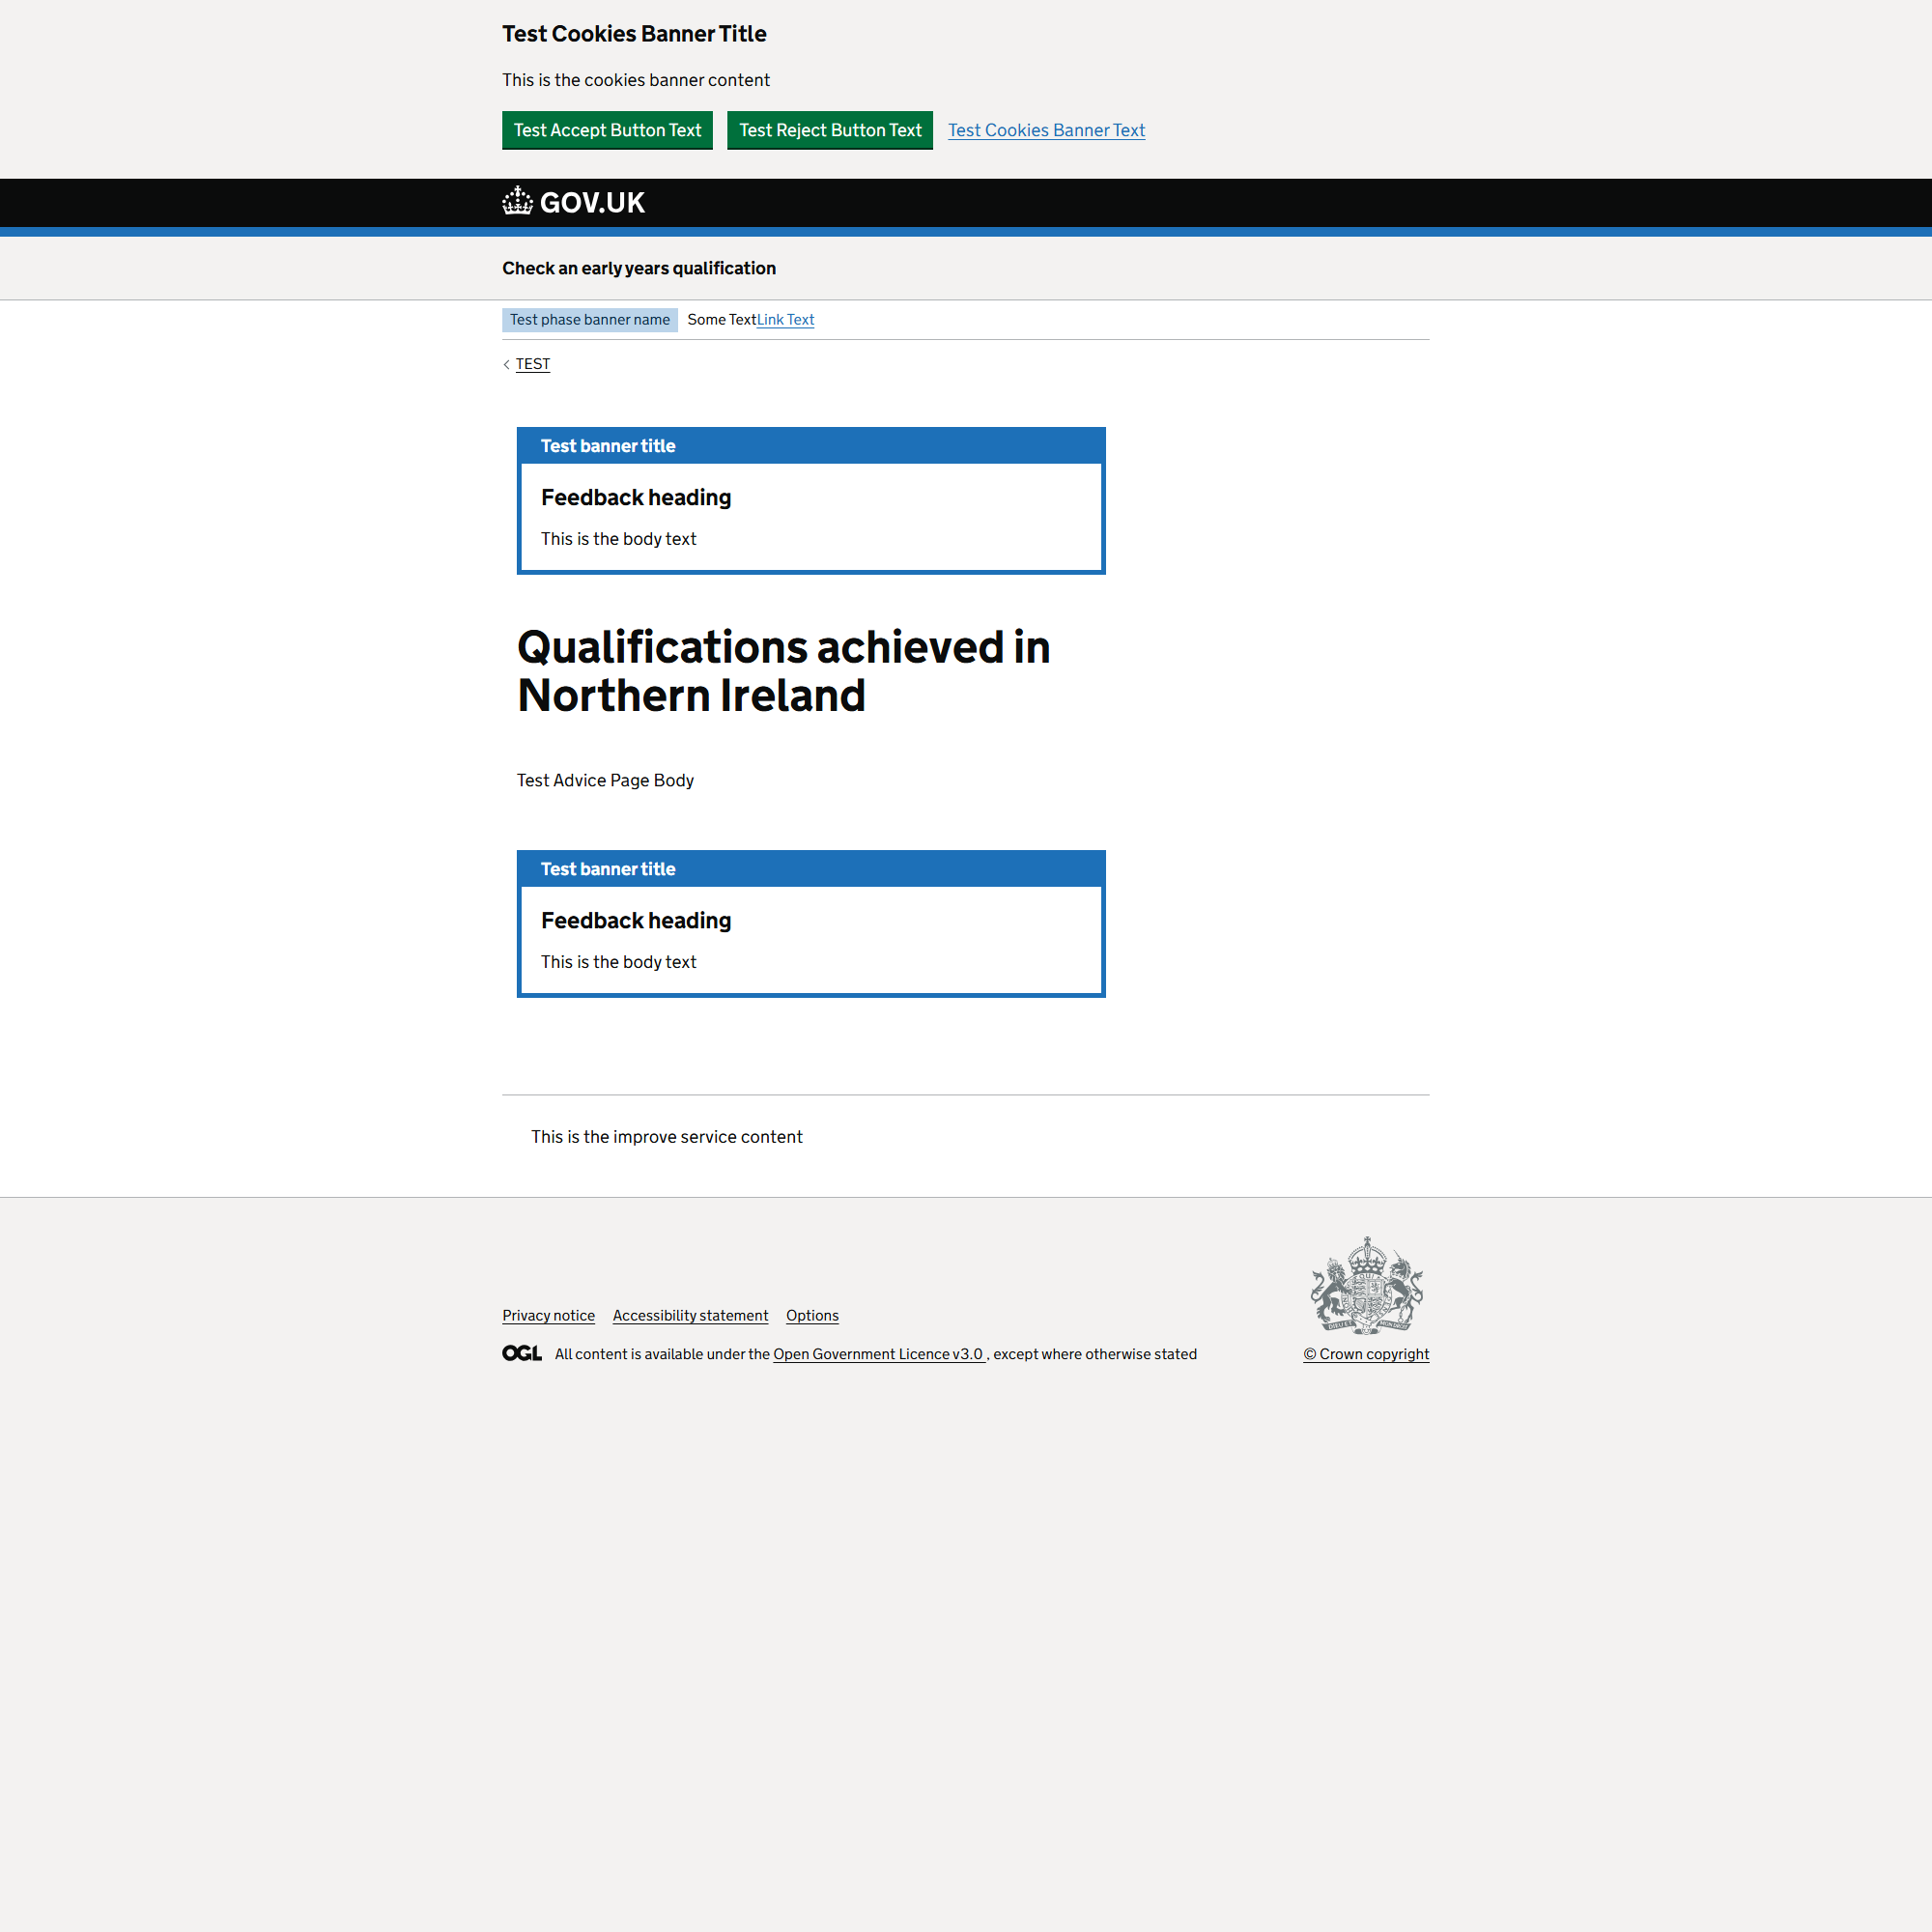 Test Cookies Banner Title
This is the cookies banner content
Test Accept Button Text Test Reject Button Text Test Cookies Banner Text
GOV.UK
Check an early years qualification
Test phase banner name Some TextLink Text
TEST
Test banner title
Feedback heading
This is the body text
Qualifications achieved in
Northern Ireland
Test Advice Page Body
Test banner title
Feedback heading
This is the body text
This is the improve service content
Privacy notice Accessibility statement Options
OGL All content is available under the Open Government Licence v3.0 , except where otherwise stated
© Crown copyright